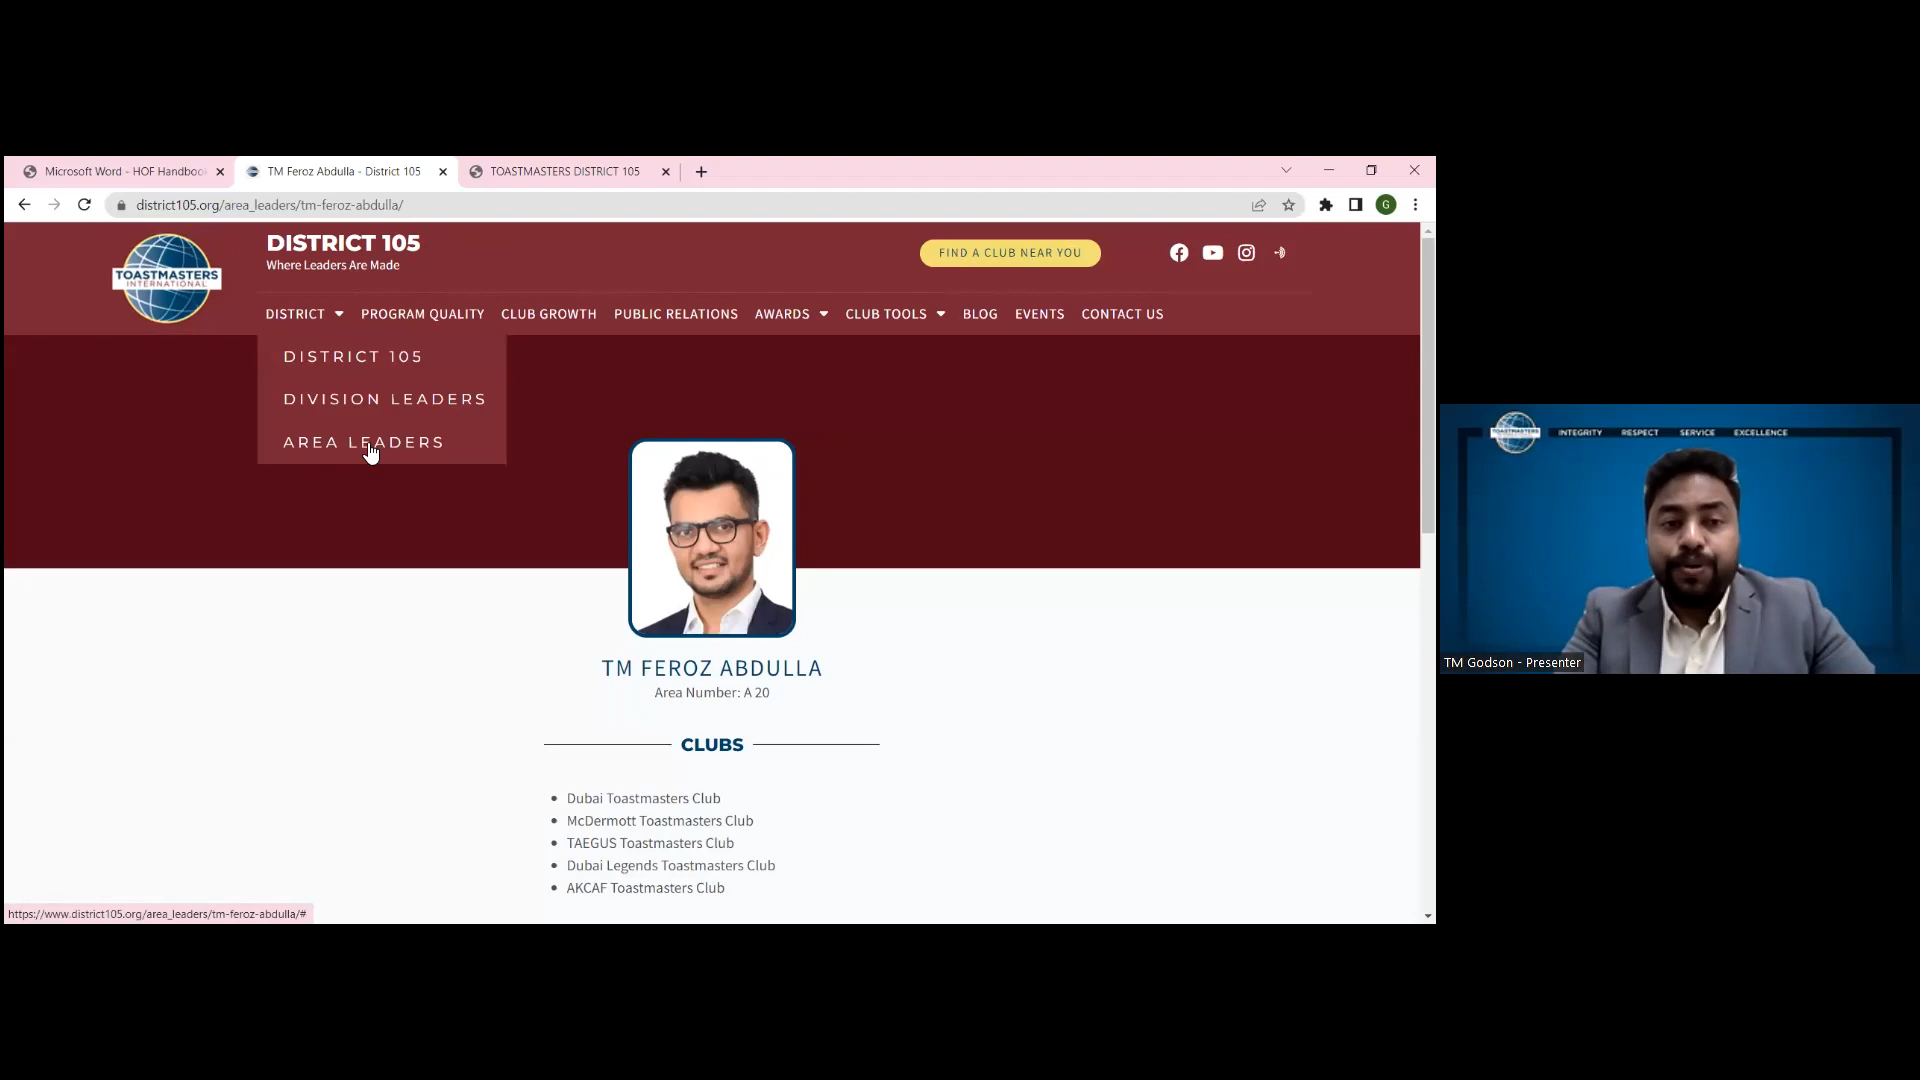 Microsoft Word - HOF Handboo
TM Feroz Abdulla - District 105
TOASTMASTERS DISTRICT 105
district105.org/area_leaders/tm-feroz-abdulla/
G
TOASTMASTERS
INTERNATIONAL
DISTRICT 105
Where Leaders Are Made
FIND A CLUB NEAR YOU
DISTRICT PROGRAM QUALITY CLUB GROWTH PUBLIC RELATIONS AWARDS CLUB TOOLS BLOG EVENTS CONTACT US
DISTRICT 105
DIVISION LEADERS
AREA LEADERS
TM FEROZ ABDULLA
Area Number: A 20
CLUBS
• Dubai Toastmasters Club
• McDermott Toastmasters Club
• TAEGUS Toastmasters Club
• Dubai Legends Toastmasters Club
• AKCAF Toastmasters Club
https://www.district105.org/area_leaders/tm-feroz-abdulla/#
TOASTMASTERS
INTEGRITY RESPECT SERVICE EXCELLENCE
TM Godson - Presenter